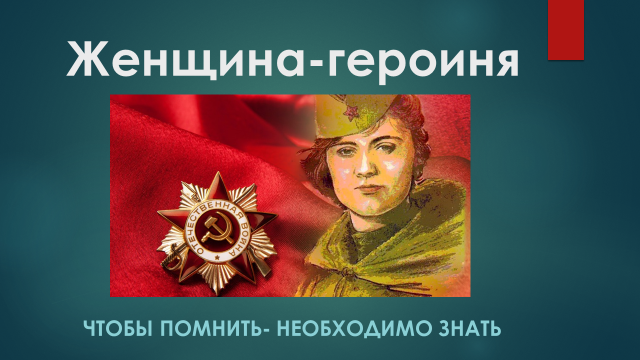 Женщина-героиня
ОТЕЧЕСТВЕННАЯ ВОЙНА
ЧТОБЫ ПОМНИТЬ- НЕОБХОДИМО ЗНАТЬ